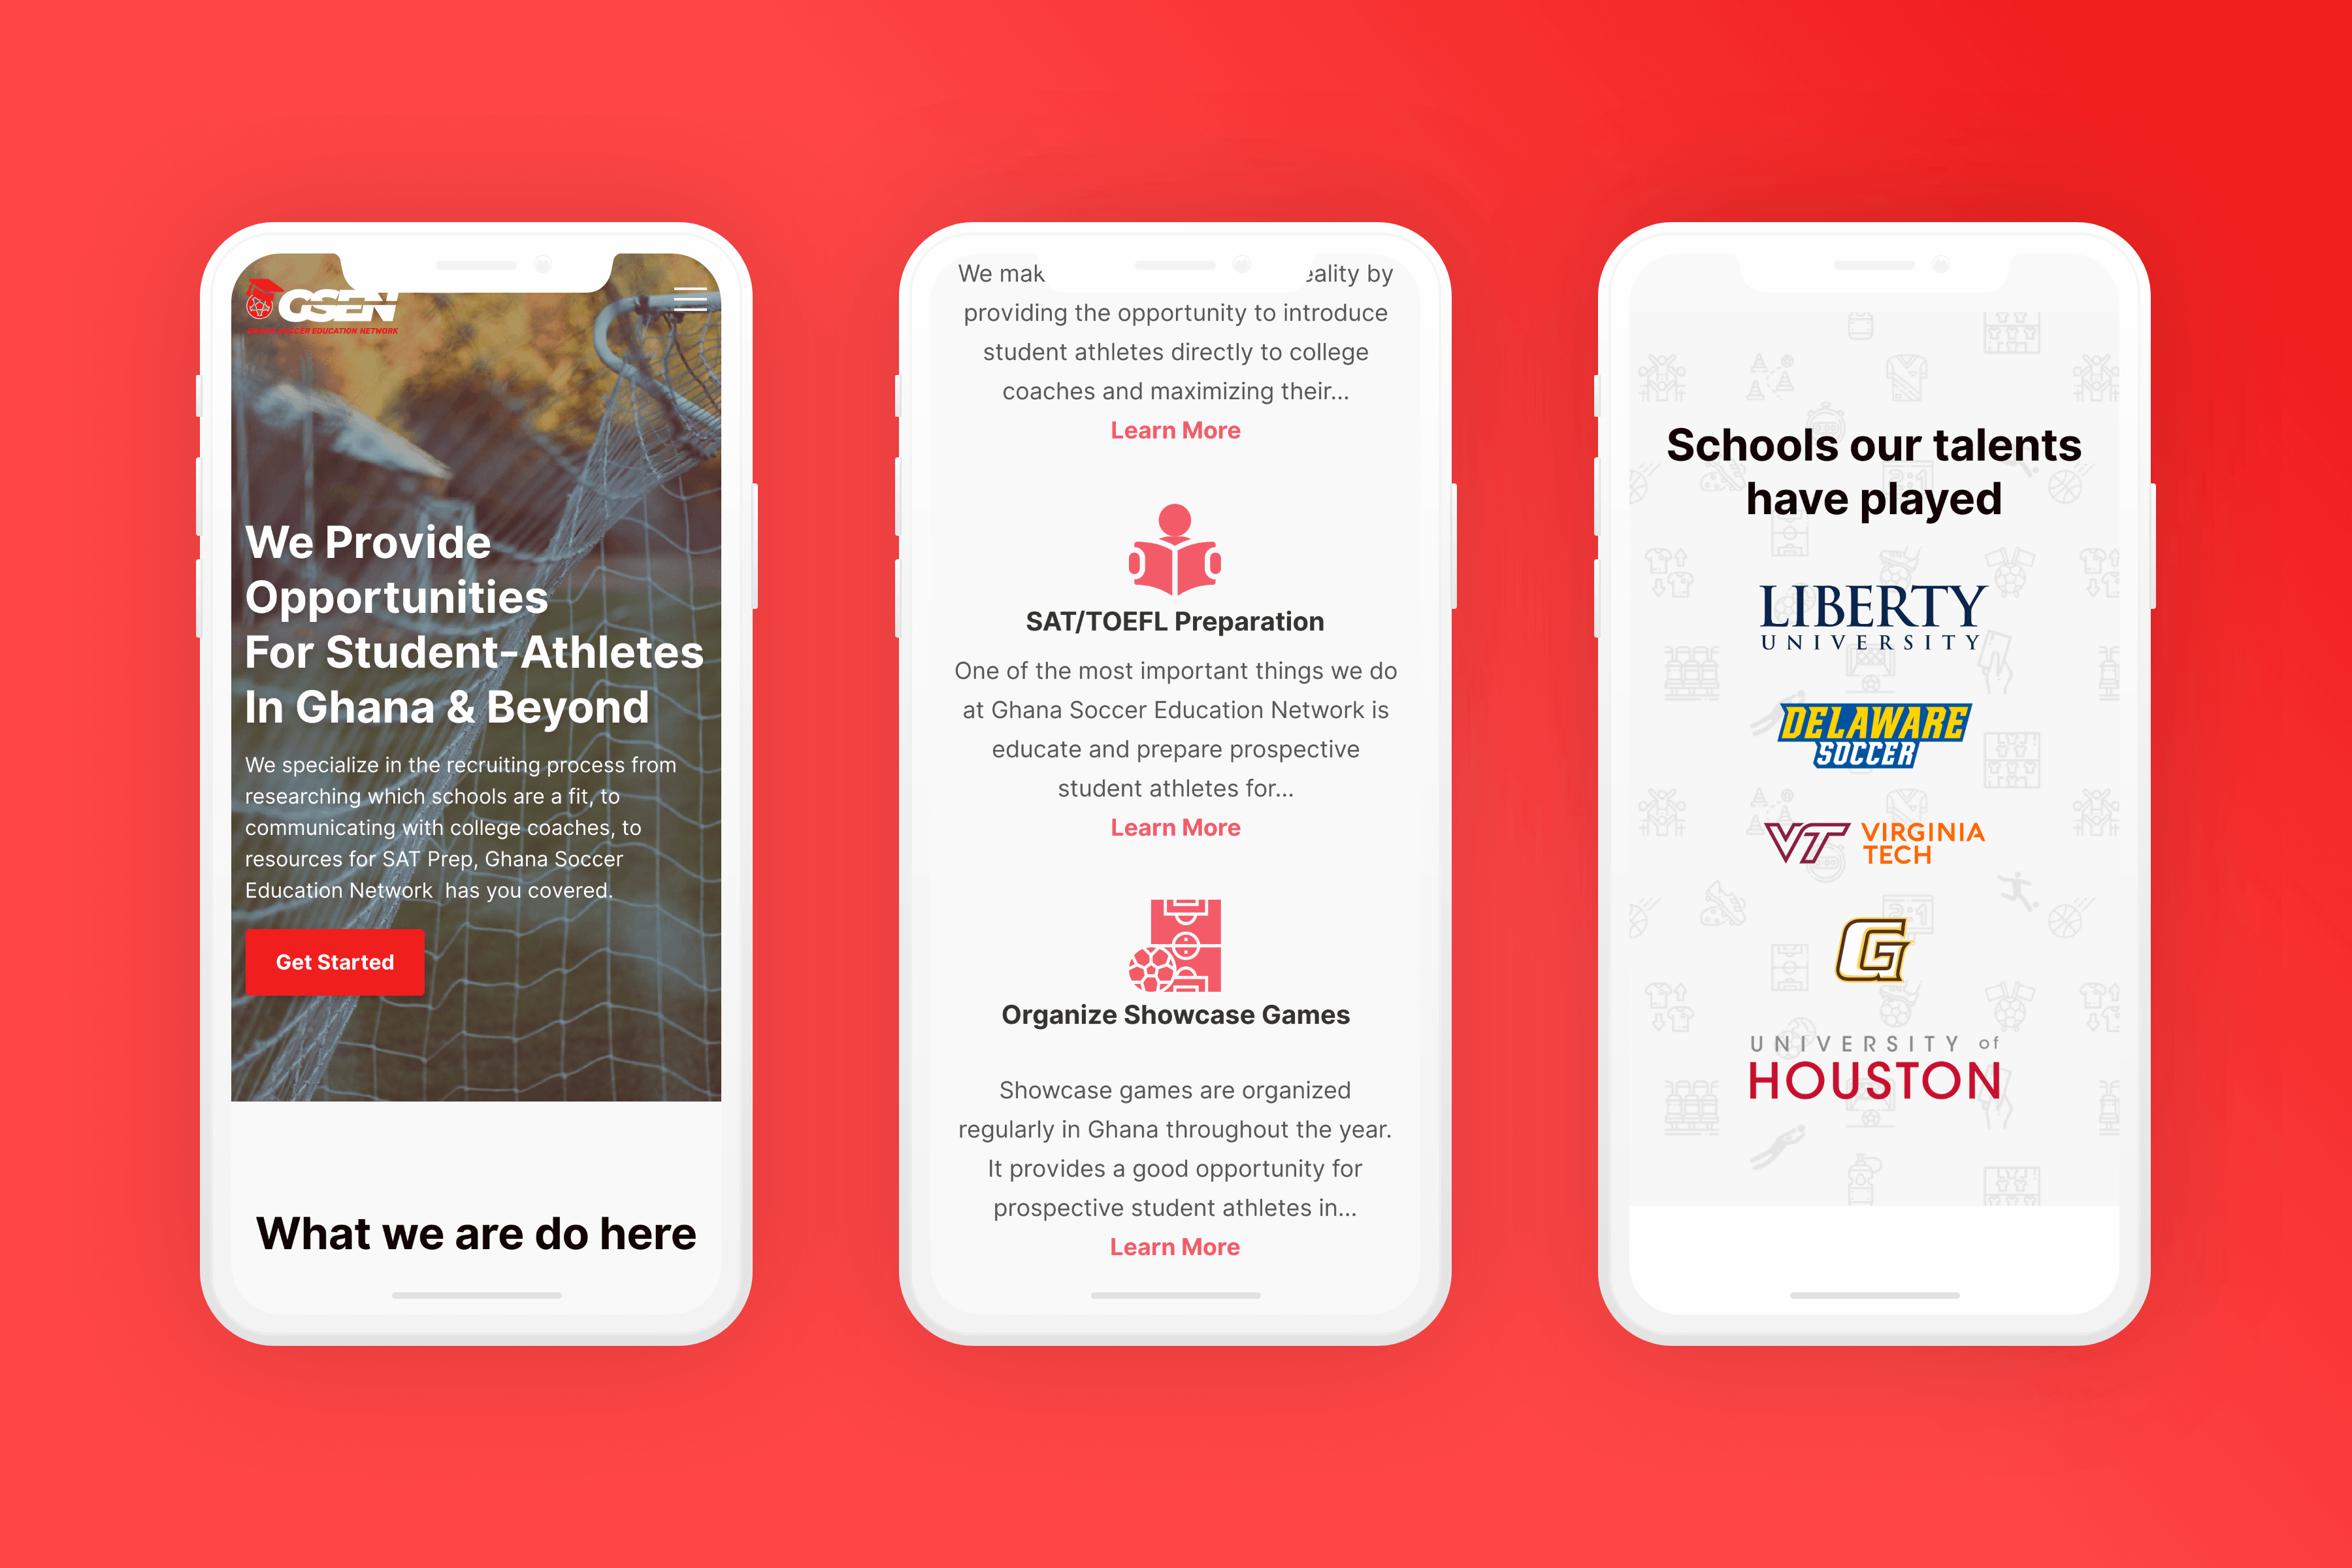 GSEN
GHANA SOCCER EDUCATION NETWORK
We Provide
Opportunities
For Student-Athletes
In Ghana & Beyond
We specialize in the recruiting process from
researching which schools are a fit, to
communicating with college coaches, to
resources for SAT Prep, Ghana Soccer
Education Network has you covered.
Get Started
What we are do here
We mak
eality by
providing the opportunity to introduce
student athletes directly to college
coaches and maximizing their...
Learn More
SAT/TOEFL Preparation
One of the most important things we do
at Ghana Soccer Education Network is
educate and prepare prospective
student athletes for...
Learn More
Organize Showcase Games
Showcase games are organized
regularly in Ghana throughout the year.
It provides a good opportunity for
prospective student athletes in...
Learn More
Schools our talents
have played
LIBERTY
UNIVERSITY
DELAWARE
SOCCER
VT VIRGINIA
TECH
G
UNIVERSITY of
HOUSTON
2:1
2:1